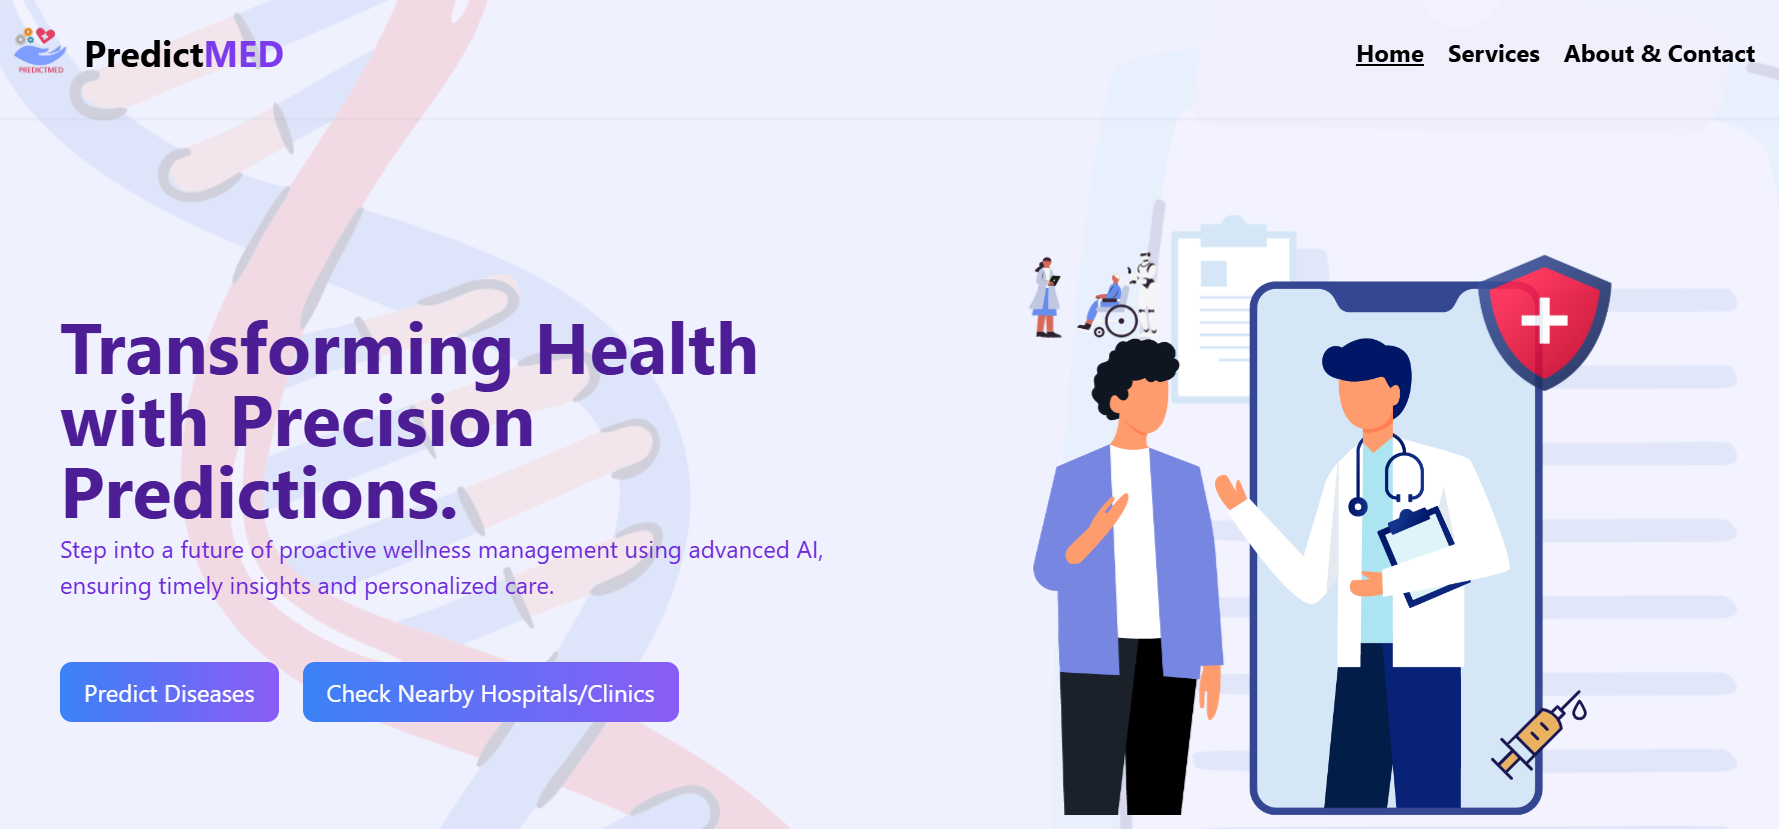 PREDICTMED
PredictMED
Home
Services
About & Contact
Transforming Health
with Precision
Predictions.
Step into a future of proactive wellness management using advanced AI,
ensuring timely insights and personalized care.
Predict Diseases
Check Nearby Hospitals/Clinics